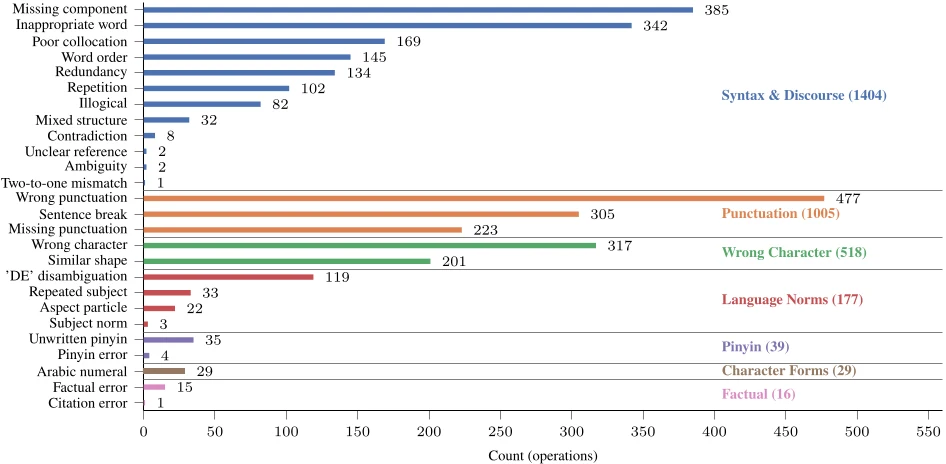 Missing component 385
Inappropriate word 342
Poor collocation 169
Word order 145
Redundancy 134
Repetition 102
Syntax & Discourse (1404)
Illogical 82
Mixed structure 32
Contradiction 8
Unclear reference 2
Ambiguity 2
Two-to-one mismatch 1
Wrong punctuation 477
Sentence break 305 Punctuation (1005)
Missing punctuation 223
Wrong character 317
Wrong Character (518)
Similar shape 201
'DE' disambiguation 119
Repeated subject 33
Language Norms (177)
Aspect particle 22
Subject norm 3
Unwritten pinyin 35
Pinyin (39)
Pinyin error 4
Arabic numeral 29 Character Forms (29)
Factual error 15
Factual (16)
Citation error 1
0 50 100 150 200 250 300 350 400 450 500 550
Count (operations)